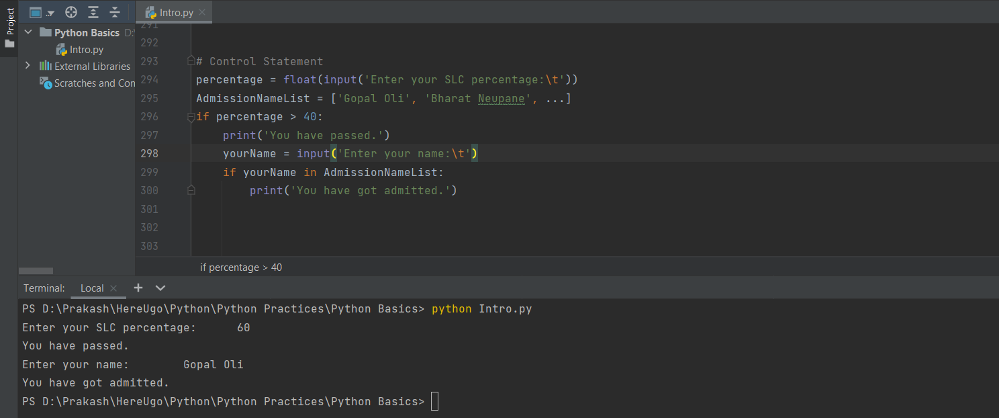 Project
Intro.py
Python Basics D:\
Intro.py
External Libraries
Scratches and Con
291
292
293 # Control Statement
294 percentage = float(input('Enter your SLC percentage:\t'))
295 AdmissionNameList = ['Gopal Oli', 'Bharat Neupane', ...]
296 if percentage > 40:
297 print('You have passed.')
298 yourName = input('Enter your name:\t')
299 if yourName in AdmissionNameList:
300 print('You have got admitted.')
301
302
303
if percentage > 40
Terminal: Local
PS D:\Prakash\HereUgo\Python\Python Practices\Python Basics> python Intro.py
Enter your SLC percentage: 60
You have passed.
Enter your name: Gopal Oli
You have got admitted.
PS D:\Prakash\HereUgo\Python\Python Practices\Python Basics>